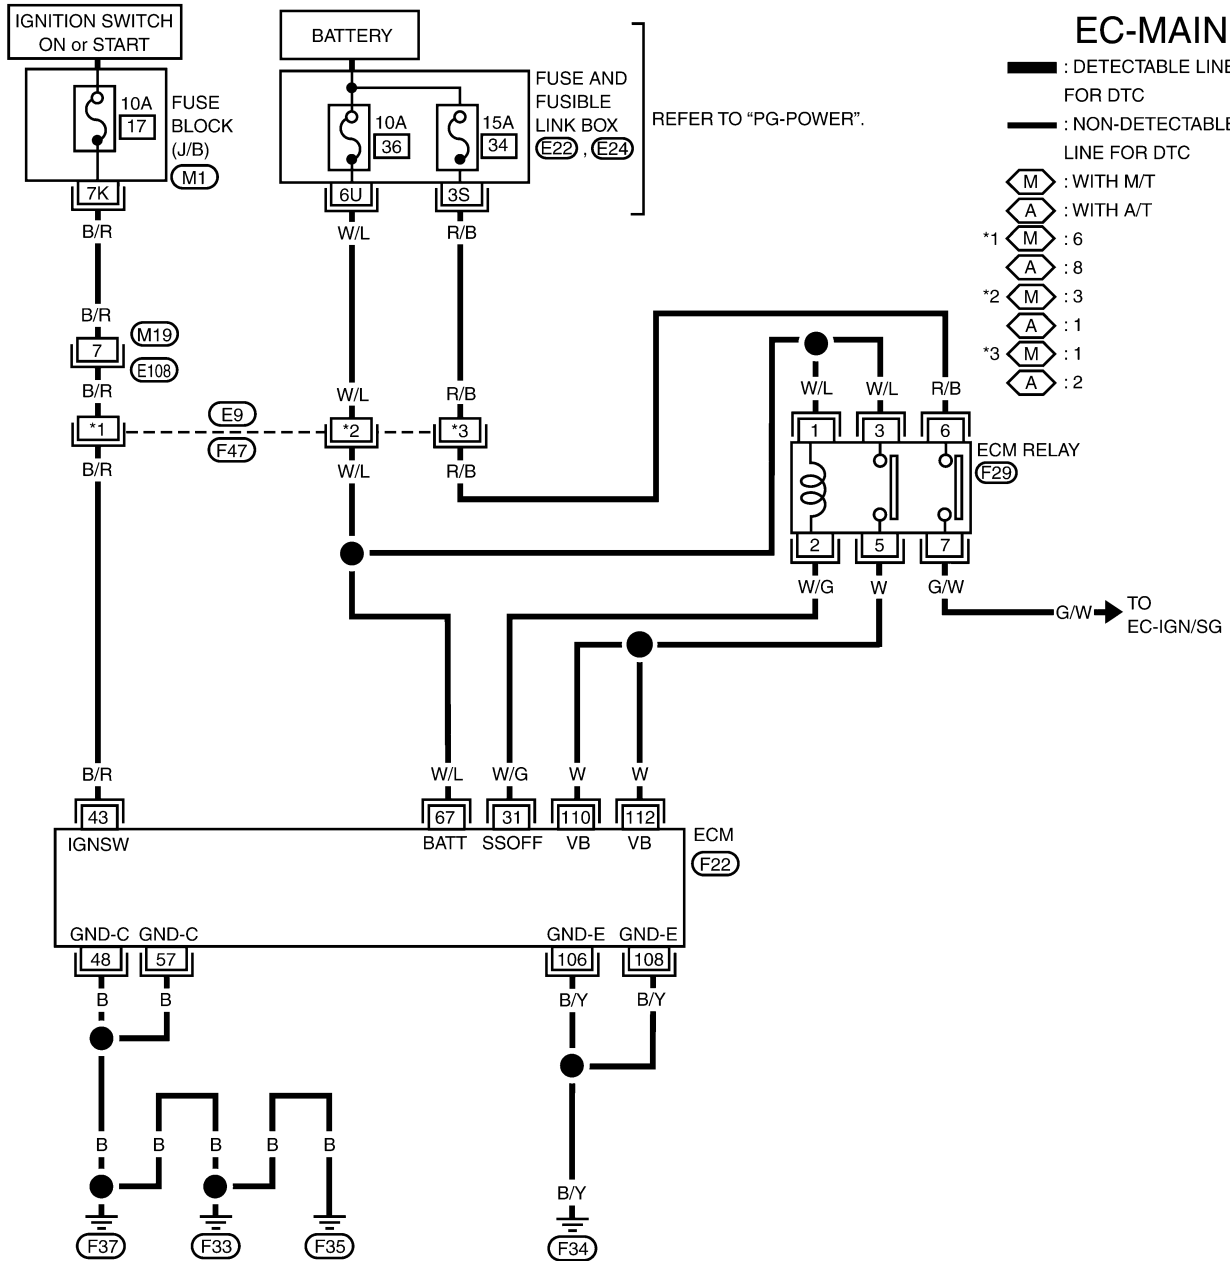 IGNITION SWITCH
ON or START
BATTERY
EC-MAIN
: DETECTABLE LINE
FOR DTC
: NON-DETECTABLE
LINE FOR DTC
M : WITH M/T
A : WITH A/T
*1 M : 6
A : 8
*2 M : 3
A : 1
*3 M : 1
A : 2
10A
17
FUSE
BLOCK
(J/B)
M1
10A
36
15A
34
FUSE AND
FUSIBLE
LINK BOX
E22 , E24
REFER TO “PG-POWER”.
7K
6U
3S
B/R
W/L
R/B
B/R
7
M19
E108
B/R
W/L
R/B
*1
E9
F47
*2
*3
B/R
W/L
R/B
W/L
W/L
R/B
1
3
6
ECM RELAY
F29
2
5
7
W/G
W
G/W
G/W
TO
EC-IGN/SG
B/R
W/L
W/G
W
W
43
67
31
110
112
IGNSW
BATT
SSOFF
VB
VB
ECM
F22
GND-C
GND-C
GND-E
GND-E
48
57
106
108
B
B
B/Y
B/Y
B
B
B
B
B
B/Y
F37
F33
F35
F34